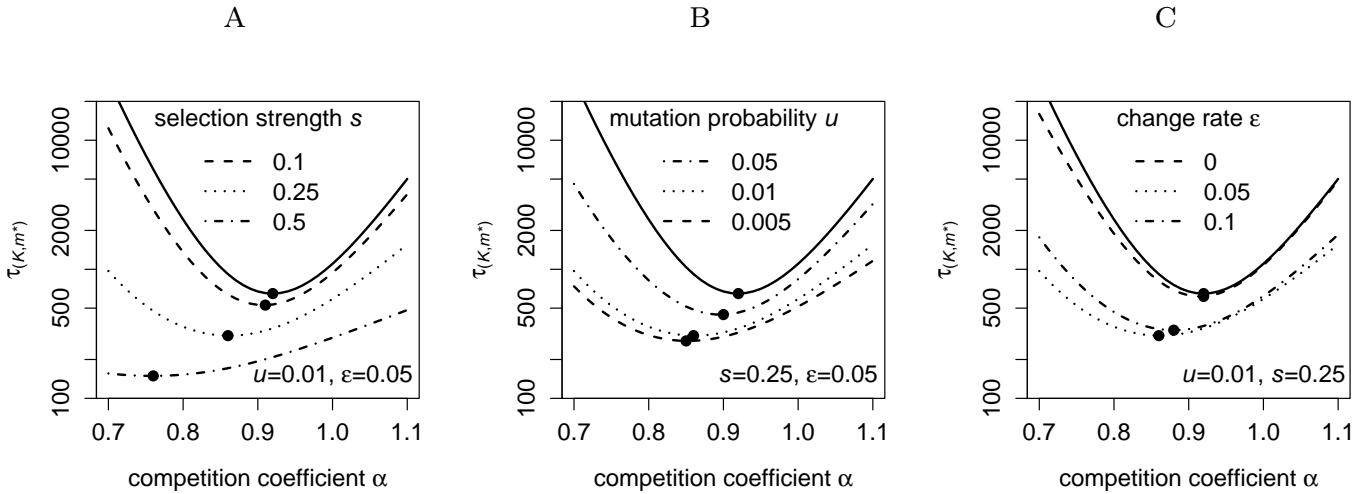 A
selection strength s
0.1
0.25
0.5
u=0.01, ε=0.05
100
500
2000
10000
τ(K,m*)
0.7 0.8 0.9 1.0 1.1
competition coefficient α
B
mutation probability u
0.05
0.01
0.005
s=0.25, ε=0.05
100
500
2000
10000
τ(K,m*)
0.7 0.8 0.9 1.0 1.1
competition coefficient α
C
change rate ε
0
0.05
0.1
u=0.01, s=0.25
100
500
2000
10000
τ(K,m*)
0.7 0.8 0.9 1.0 1.1
competition coefficient α